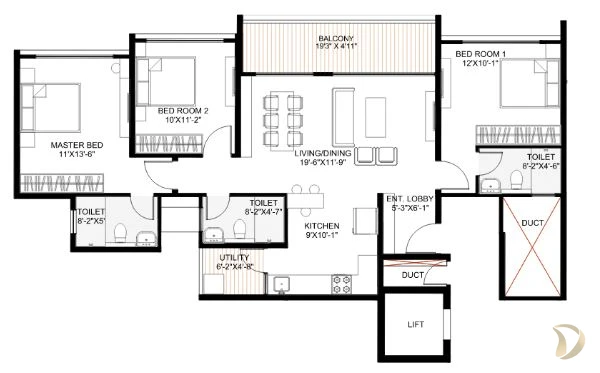 BALCONY
19'3" X 4'11"
BED ROOM 1
12'X10'-1"
BED ROOM 2
10'X11'-2"
MASTER BED
11'X13'-6"
LIVING/DINING
19'-6"X11'-9"
TOILET
8'-2"X4'-6"
TOILET
8'-2"X5'
TOILET
8'-2"X4'-7"
ENT. LOBBY
5'-3"X6'-1"
KITCHEN
9'X10'-1"
DUCT
UTILITY
6'-2"X4'-8"
DUCT
LIFT